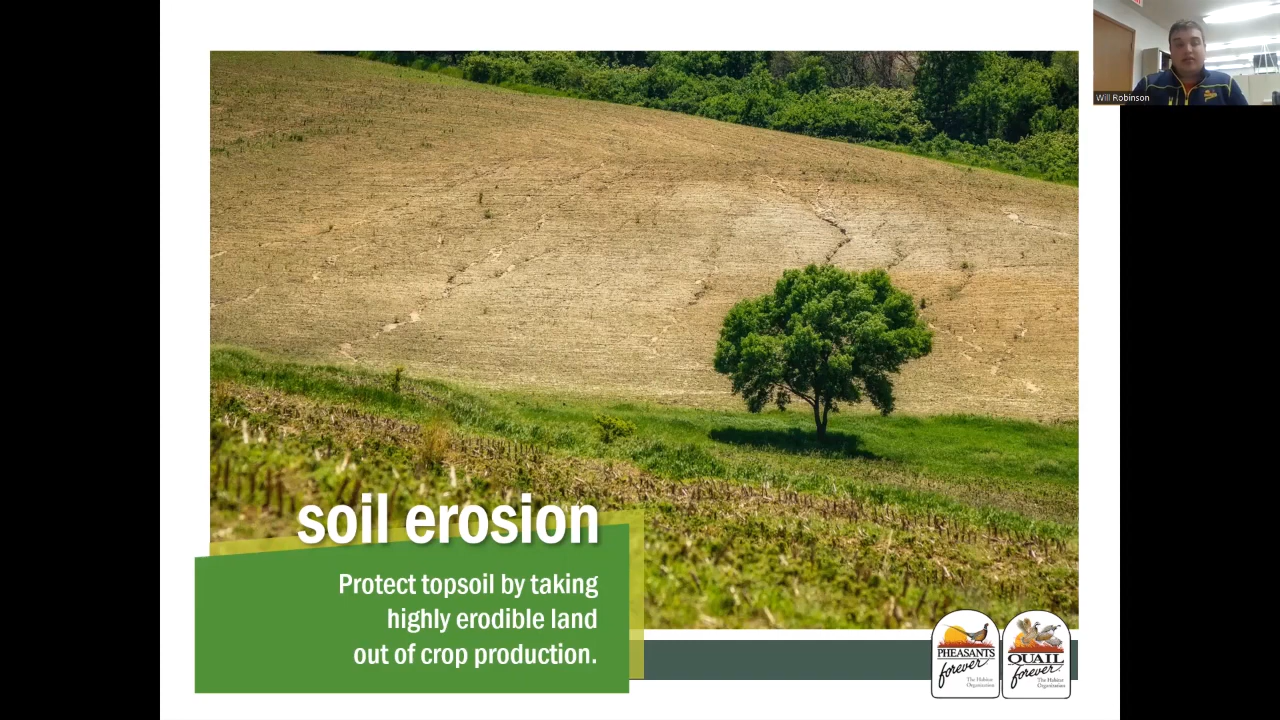 Will Robinson
soil erosion
Protect topsoil by taking
highly erodible land
out of crop production.
PHEASANTS
forever
The Habitat
Organization
QUAIL
forever
The Habitat
Organization